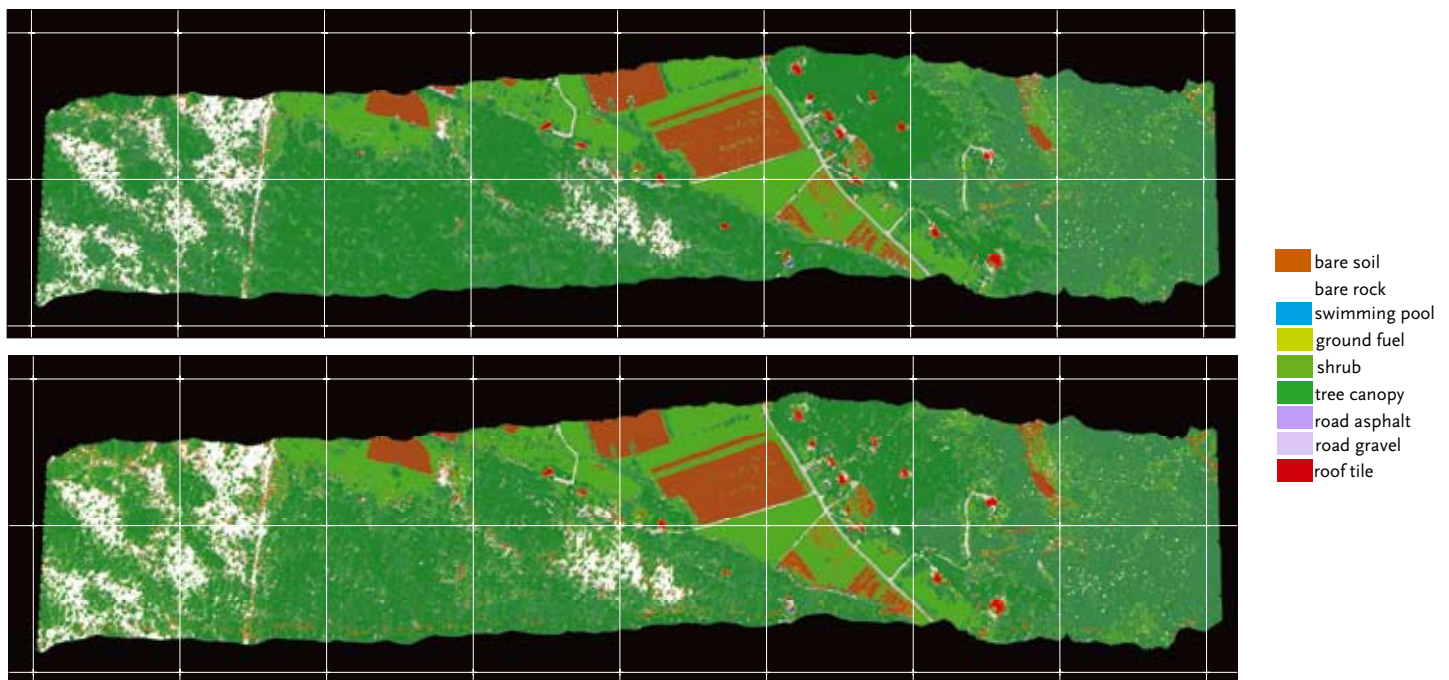 bare soil
bare rock
swimming pool
ground fuel
shrub
tree canopy
road asphalt
road gravel
roof tile